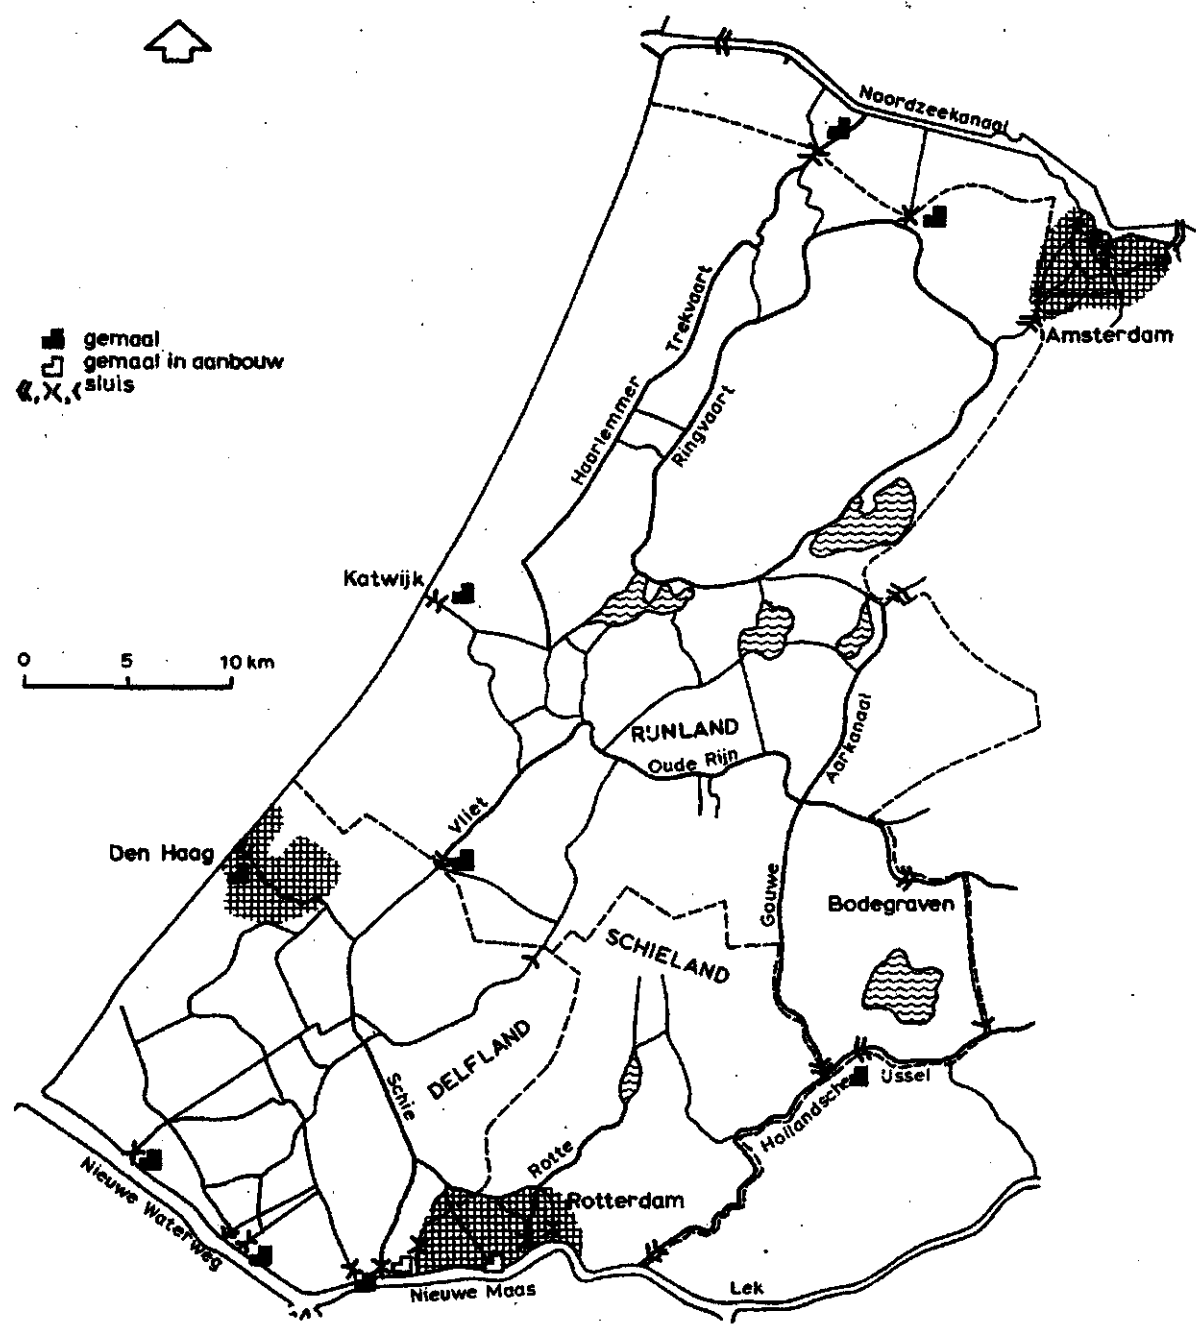 Noordzeekanaal
Amsterdam
gemaal
gemaal in aanbouw
sluis
Haarlemmer Trekvaart
Ringvaart
Katwijk
0 5 10 km
RIJNLAND
Oude Rijn
Aarkanaal
Vliet
Den Haag
Gouwe
Bodegraven
SCHIELAND
DELFLAND
Schie
Hollandsche IJssel
Rotte
Rotterdam
Nieuwe Waterweg
Nieuwe Maas
Lek